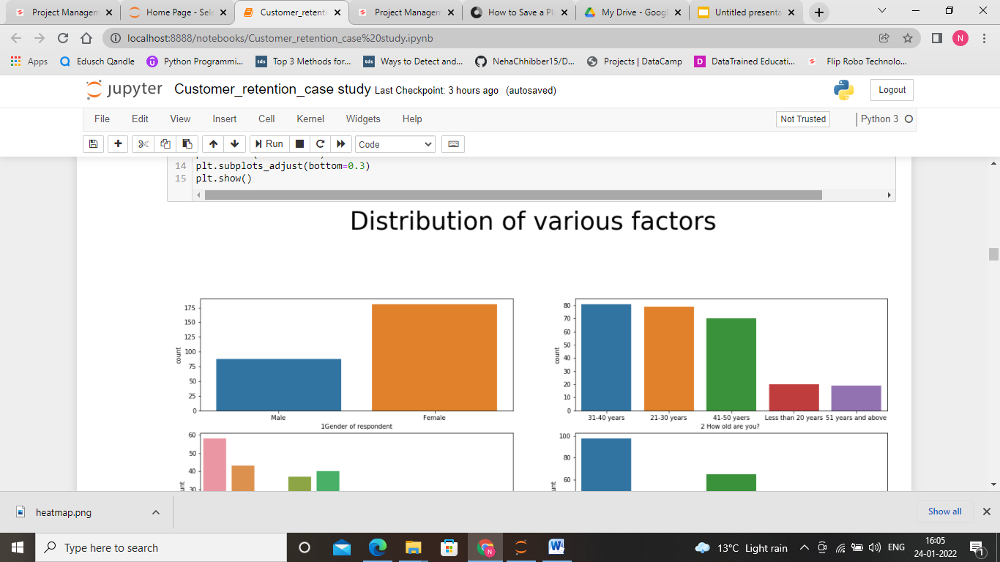 Project Managem
Home Page - Sele
Customer_retenti
Project Managem
How to Save a Pl
My Drive - Googl
Untitled presenta
localhost:8888/notebooks/Customer_retention_case%20study.ipynb
N
Apps
Edusch Qandle
Python Programmi...
tds Top 3 Methods for...
tds Ways to Detect and...
NehaChhibber15/D...
Projects | DataCamp
D DataTrained Educati...
Flip Robo Technolo...
jupyter Customer_retention_case study Last Checkpoint: 3 hours ago (autosaved)
Logout
File Edit View Insert Cell Kernel Widgets Help
Not Trusted
Python 3
Run
Code
14 plt.subplots_adjust(bottom=0.3)
15 plt.show()
Distribution of various factors
175
150
125
100
75
50
25
0
count
Male Female
1Gender of respondent
80
70
60
50
40
30
20
10
0
count
31-40 years 21-30 years 41-50 yaers Less than 20 years 51 years and above
2 How old are you?
60
50
40
30
100
80
60
heatmap.png
Show all
Type here to search
N
W
13°C Light rain
ENG
16:05
24-01-2022
1